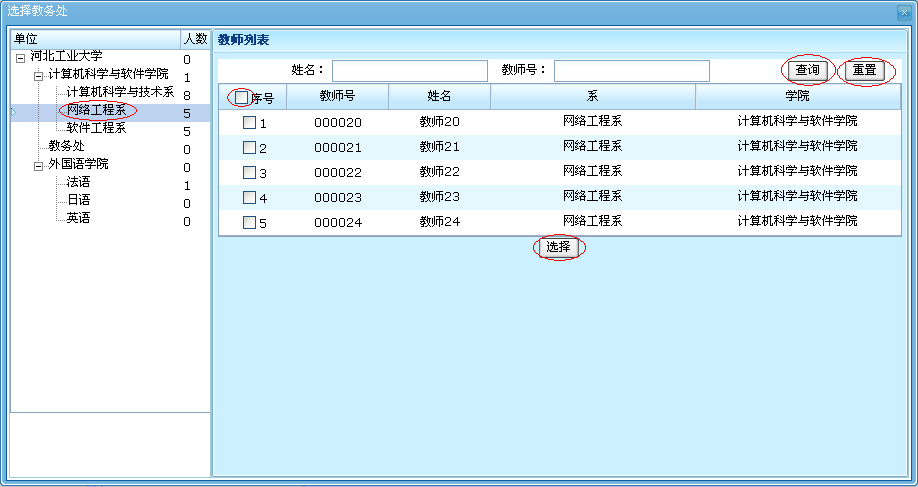 选择教务处
单位 人数
河北工业大学 0
计算机科学与软件学院 1
计算机科学与技术系 8
网络工程系 5
软件工程系 5
教务处 0
外国语学院 0
法语 1
日语 0
英语 0
教师列表
姓名： 教师号： 查询 重置
序号 教师号 姓名 系 学院
1 000020 教师20 网络工程系 计算机科学与软件学院
2 000021 教师21 网络工程系 计算机科学与软件学院
3 000022 教师22 网络工程系 计算机科学与软件学院
4 000023 教师23 网络工程系 计算机科学与软件学院
5 000024 教师24 网络工程系 计算机科学与软件学院
选择